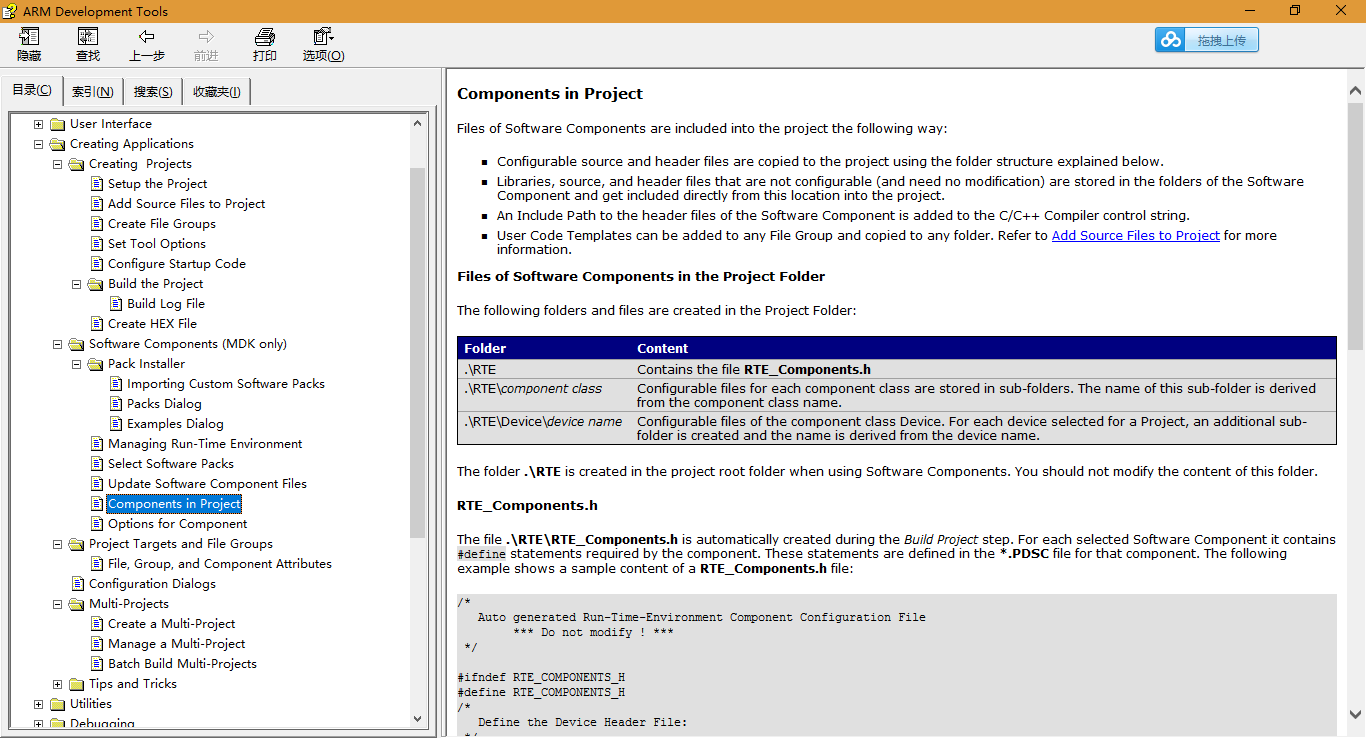 ARM Development Tools
隐藏
查找
上一步
前进
打印
选项(O)
拖拽上传
目录(C)
索引(N)
搜索(S)
收藏夹(I)
User Interface
Creating Applications
Creating Projects
Setup the Project
Add Source Files to Project
Create File Groups
Set Tool Options
Configure Startup Code
Build the Project
Build Log File
Create HEX File
Software Components (MDK only)
Pack Installer
Importing Custom Software Packs
Packs Dialog
Examples Dialog
Managing Run-Time Environment
Select Software Packs
Update Software Component Files
Components in Project
Options for Component
Project Targets and File Groups
File, Group, and Component Attributes
Configuration Dialogs
Multi-Projects
Create a Multi-Project
Manage a Multi-Project
Batch Build Multi-Projects
Tips and Tricks
Utilities
Debugging
Components in Project
Files of Software Components are included into the project the following way:
Configurable source and header files are copied to the project using the folder structure explained below.
Libraries, source, and header files that are not configurable (and need no modification) are stored in the folders of the Software
Component and get included directly from this location into the project.
An Include Path to the header files of the Software Component is added to the C/C++ Compiler control string.
User Code Templates can be added to any File Group and copied to any folder. Refer to Add Source Files to Project for more
information.
Files of Software Components in the Project Folder
The following folders and files are created in the Project Folder:
Folder Content
.\RTE Contains the file RTE_Components.h
.\RTE\component class Configurable files for each component class are stored in sub-folders. The name of this sub-folder is derived
from the component class name.
.\RTE\Device\device name Configurable files of the component class Device. For each device selected for a Project, an additional sub-
folder is created and the name is derived from the device name.
The folder .\RTE is created in the project root folder when using Software Components. You should not modify the content of this folder.
RTE_Components.h
The file .\RTE\RTE_Components.h is automatically created during the Build Project step. For each selected Software Component it contains
#define statements required by the component. These statements are defined in the *.PDSC file for that component. The following
example shows a sample content of a RTE_Components.h file:
/*
Auto generated Run-Time-Environment Component Configuration File
*** Do not modify ! ***
*/
#ifndef RTE_COMPONENTS_H
#define RTE_COMPONENTS_H
/*
Define the Device Header File:
*/